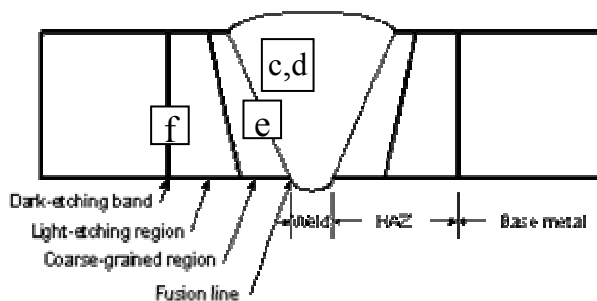 c,d
f
e
Dark-etching band
Light-etching region
Coarse-grained region
Fusion line
Weld
HAZ
Base metal